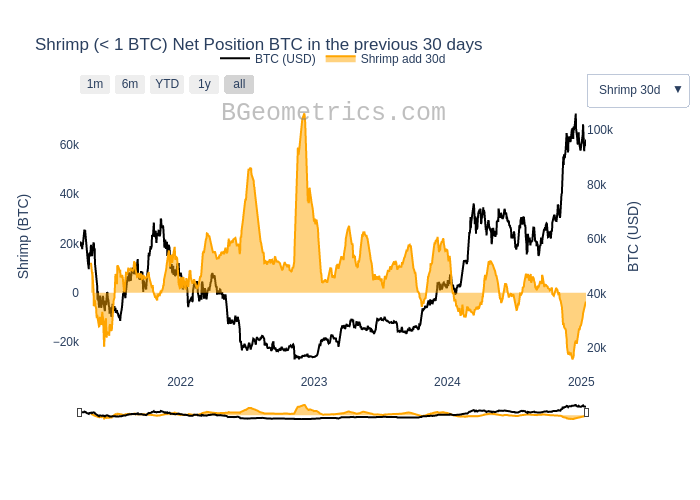 Shrimp (< 1 BTC) Net Position BTC in the previous 30 days
BTC (USD) Shrimp add 30d
1m 6m YTD 1y all
Shrimp 30d ▼
BGeometrics.com
60k
40k
20k
0
−20k
Shrimp (BTC)
100k
80k
60k
40k
20k
BTC (USD)
2022 2023 2024 2025